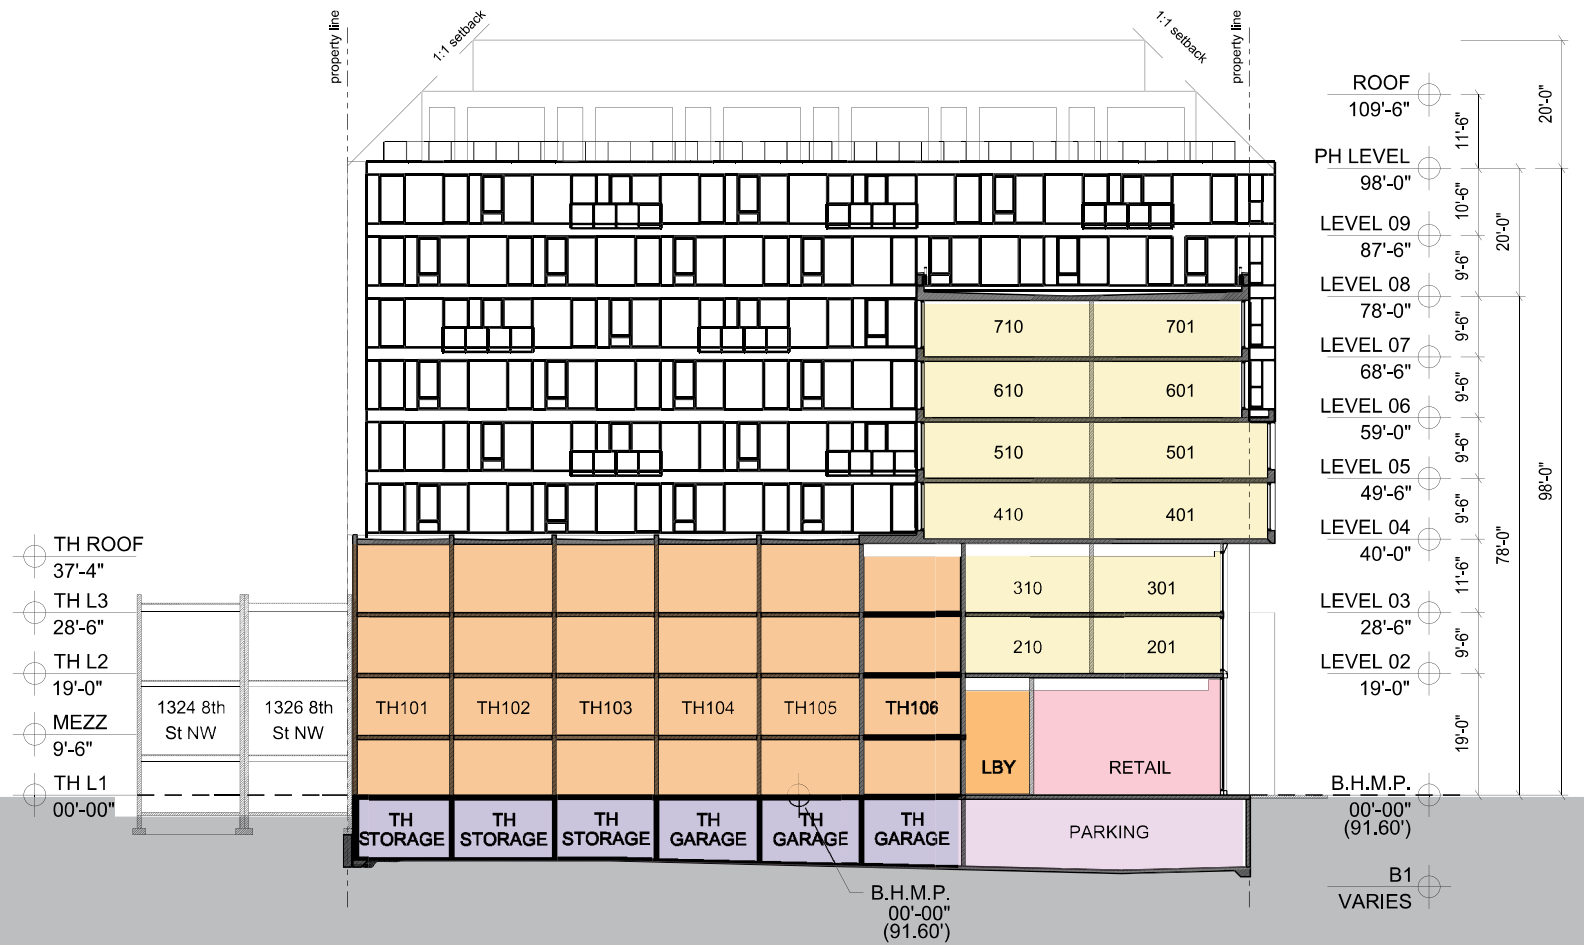 property line
1:1 setback
1:1 setback
property line
ROOF
109'-6"
PH LEVEL
98'-0"
LEVEL 09
87'-6"
LEVEL 08
78'-0"
LEVEL 07
68'-6"
LEVEL 06
59'-0"
LEVEL 05
49'-6"
LEVEL 04
40'-0"
LEVEL 03
28'-6"
LEVEL 02
19'-0"
B.H.M.P.
00'-00"
(91.60')
B1
VARIES
11'-6"
10'-6"
9'-6"
9'-6"
9'-6"
9'-6"
9'-6"
11'-6"
9'-6"
19'-0"
20'-0"
78'-0"
20'-0"
98'-0"
710
701
610
601
510
501
410
401
310
301
210
201
TH ROOF
37'-4"
TH L3
28'-6"
TH L2
19'-0"
MEZZ
9'-6"
TH L1
00'-00"
1324 8th
St NW
1326 8th
St NW
TH101
TH102
TH103
TH104
TH105
TH106
LBY
RETAIL
TH
STORAGE
TH
STORAGE
TH
STORAGE
TH
GARAGE
TH
GARAGE
TH
GARAGE
PARKING
B.H.M.P.
00'-00"
(91.60')